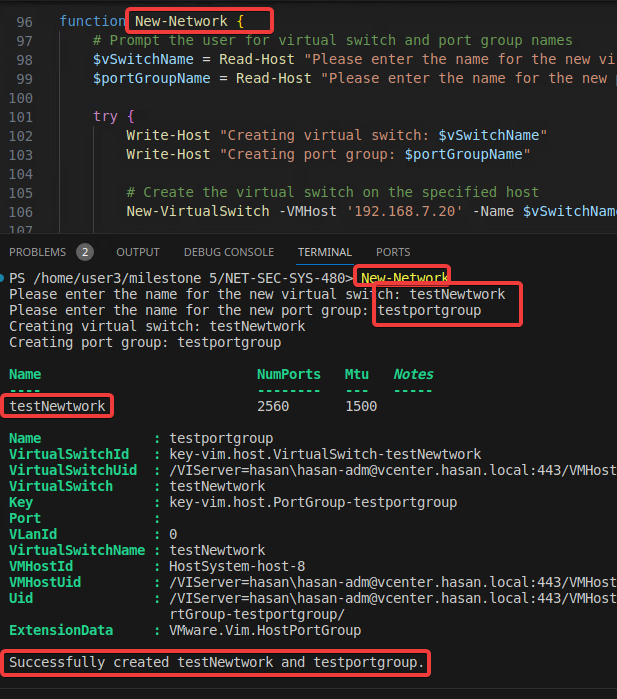 96 function New-Network {
97 # Prompt the user for virtual switch and port group names
98 $vSwitchName = Read-Host "Please enter the name for the new vi
99 $portGroupName = Read-Host "Please enter the name for the new
100
101 try {
102 Write-Host "Creating virtual switch: $vSwitchName"
103 Write-Host "Creating port group: $portGroupName"
104
105 # Create the virtual switch on the specified host
106 New-VirtualSwitch -VMHost '192.168.7.20' -Name $vSwitchName
107
PROBLEMS 2 OUTPUT DEBUG CONSOLE TERMINAL PORTS
PS /home/user3/milestone 5/NET-SEC-SYS-480> New-Network
Please enter the name for the new virtual switch: testNewtwork
Please enter the name for the new port group: testportgroup
Creating virtual switch: testNewtwork
Creating port group: testportgroup
Name NumPorts Mtu Notes
---- -------- --- -----
testNewtwork 2560 1500
Name : testportgroup
VirtualSwitchId : key-vim.host.VirtualSwitch-testNewtwork
VirtualSwitchUid : /VIServer=hasan\hasan-adm@vcenter.hasan.local:443/VMHost
VirtualSwitch : testNewtwork
Key : key-vim.host.PortGroup-testportgroup
Port :
VLanId : 0
VirtualSwitchName : testNewtwork
VMHostId : HostSystem-host-8
VMHostUid : /VIServer=hasan\hasan-adm@vcenter.hasan.local:443/VMHost
Uid : /VIServer=hasan\hasan-adm@vcenter.hasan.local:443/VMHost
rtGroup-testportgroup/
ExtensionData : VMware.Vim.HostPortGroup
Successfully created testNewtwork and testportgroup.